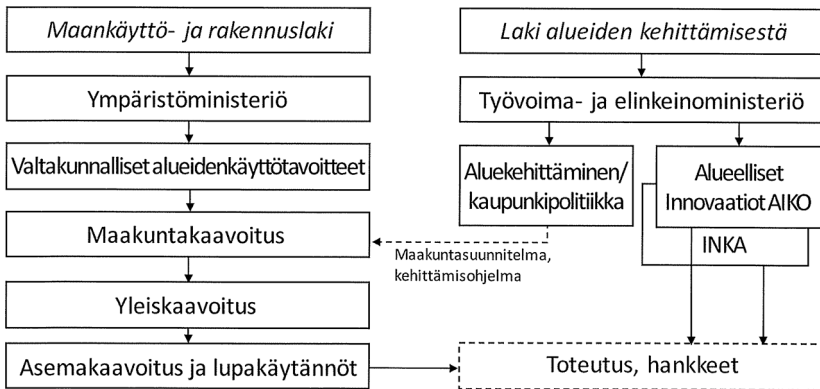 Maankäyttö- ja rakennuslaki
Ympäristöministeriö
Valtakunnalliset alueidenkäyttötavoitteet
Maakuntakaavoitus
Yleiskaavoitus
Asemakaavoitus ja lupakäytännöt
Laki alueiden kehittämisestä
Työvoima- ja elinkeinoministeriö
Aluekehittäminen/
kaupunkipolitiikka
Alueelliset
Innovaatiot AIKO
INKA
Maakuntasuunnitelma,
kehittämisohjelma
Toteutus, hankkeet